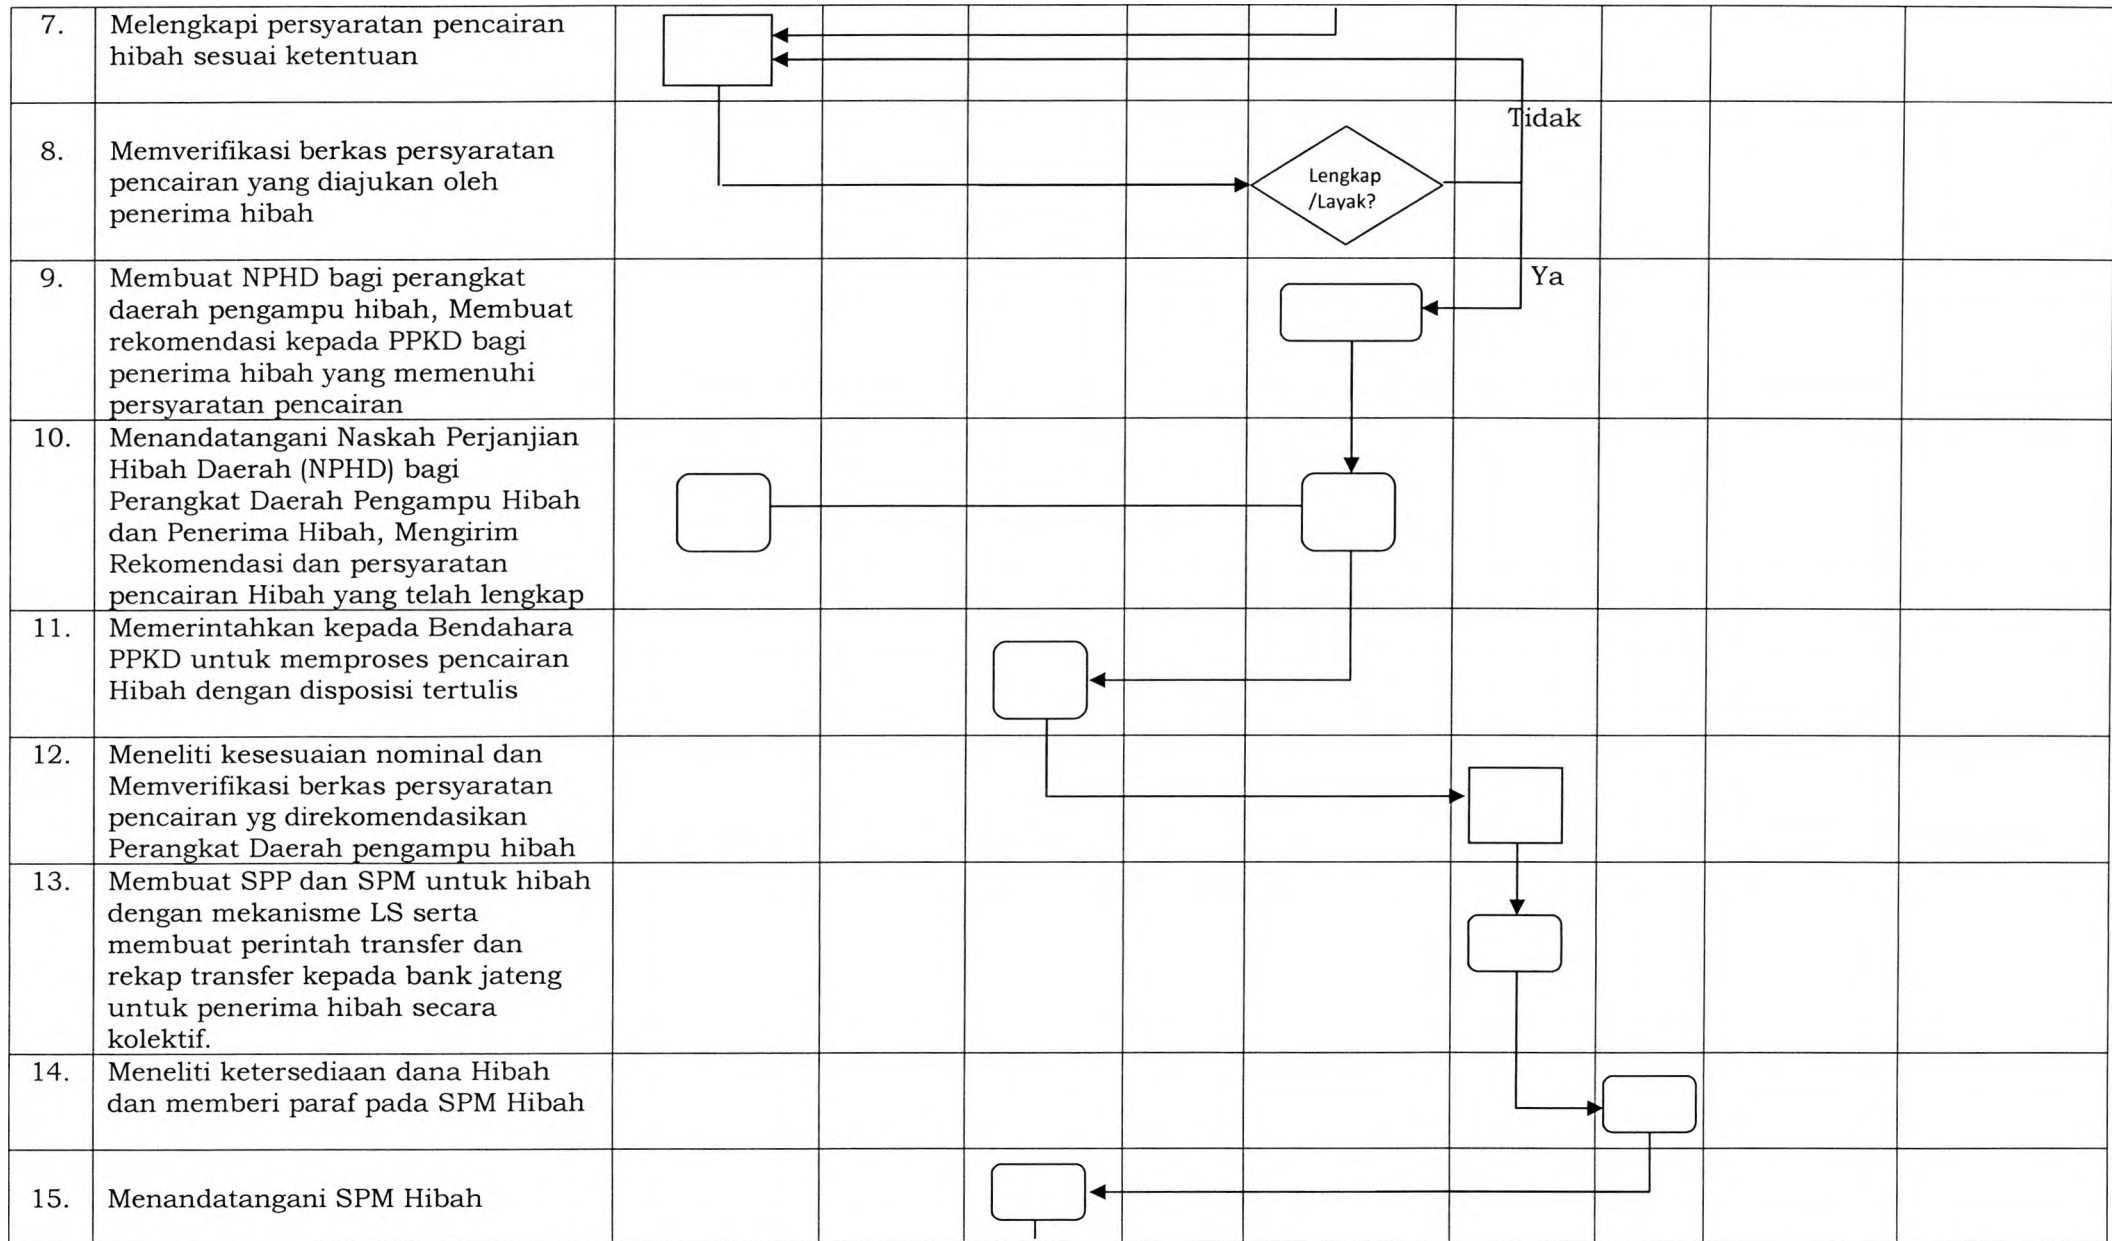 7.
Melengkapi persyaratan pencairan
hibah sesuai ketentuan
8.
Memverifikasi berkas persyaratan
pencairan yang diajukan oleh
penerima hibah
Tidak
Lengkap
/Layak?
9.
Membuat NPHD bagi perangkat
daerah pengampu hibah, Membuat
rekomendasi kepada PPKD bagi
penerima hibah yang memenuhi
persyaratan pencairan
Ya
10.
Menandatangani Naskah Perjanjian
Hibah Daerah (NPHD) bagi
Perangkat Daerah Pengampu Hibah
dan Penerima Hibah, Mengirim
Rekomendasi dan persyaratan
pencairan Hibah yang telah lengkap
11.
Memerintahkan kepada Bendahara
PPKD untuk memproses pencairan
Hibah dengan disposisi tertulis
12.
Meneliti kesesuaian nominal dan
Memverifikasi berkas persyaratan
pencairan yg direkomendasikan
Perangkat Daerah pengampu hibah
13.
Membuat SPP dan SPM untuk hibah
dengan mekanisme LS serta
membuat perintah transfer dan
rekap transfer kepada bank jateng
untuk penerima hibah secara
kolektif.
14.
Meneliti ketersediaan dana Hibah
dan memberi paraf pada SPM Hibah
15.
Menandatangani SPM Hibah